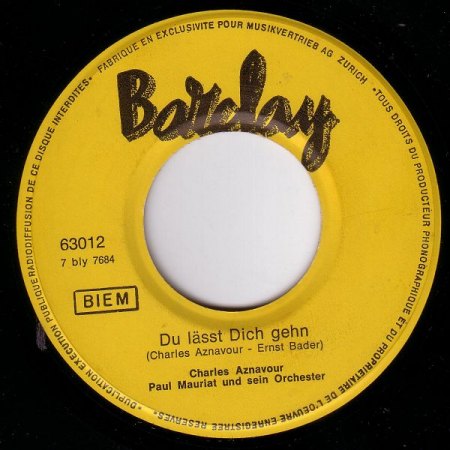 • FABRIQUE EN EXCLUSIVITE POUR MUSIKVERTRIEB AG ZURICH •
Barclay
63012
7 bly 7684
BIEM
Du lässt Dich gehn
(Charles Aznavour - Ernst Bader)
Charles Aznavour
Paul Mauriat und sein Orchester
•TOUS DROITS DU PRODUCTEUR PHONOGRAPHIQUE ET DU PROPRIETAIRE DE L'OEUVRE ENREGISTREE RESERVES•
•DUPLICATION EXECUTION PUBLIQUE RADIODIFFUSION DE CE DISQUE INTERDITES•